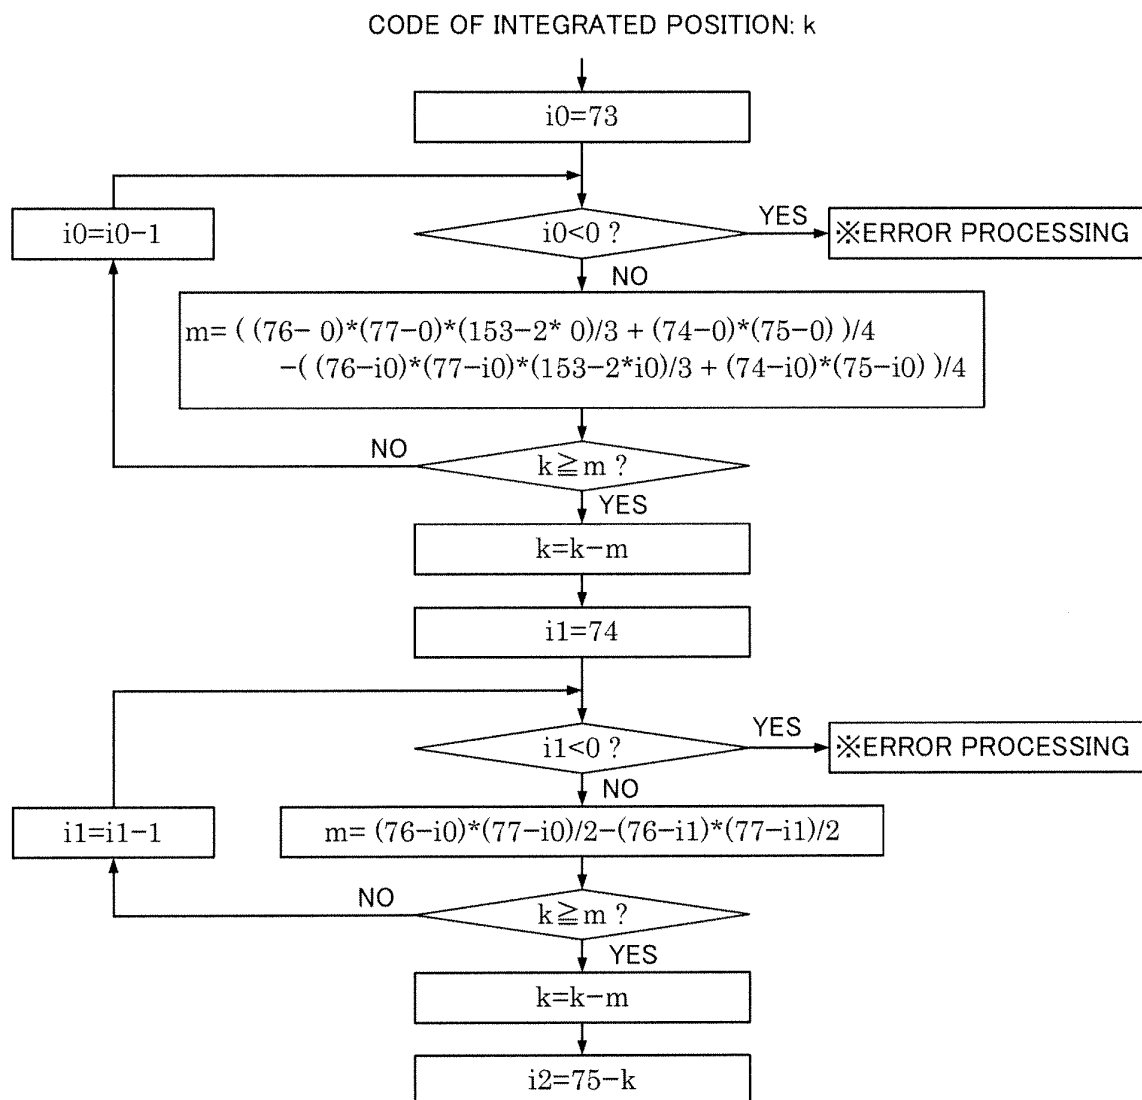 CODE OF INTEGRATED POSITION: k
i0=73
i0=i0−1
i0<0 ?
YES
※ERROR PROCESSING
NO
m= ( (76− 0)*(77−0)*(153−2* 0)/3 + (74−0)*(75−0) )/4
−( (76−i0)*(77−i0)*(153−2*i0)/3 + (74−i0)*(75−i0) )/4
NO
k≧m ?
YES
k=k−m
i1=74
i1<0 ?
YES
※ERROR PROCESSING
NO
i1=i1−1
m= (76−i0)*(77−i0)/2−(76−i1)*(77−i1)/2
NO
k≧m ?
YES
k=k−m
i2=75−k